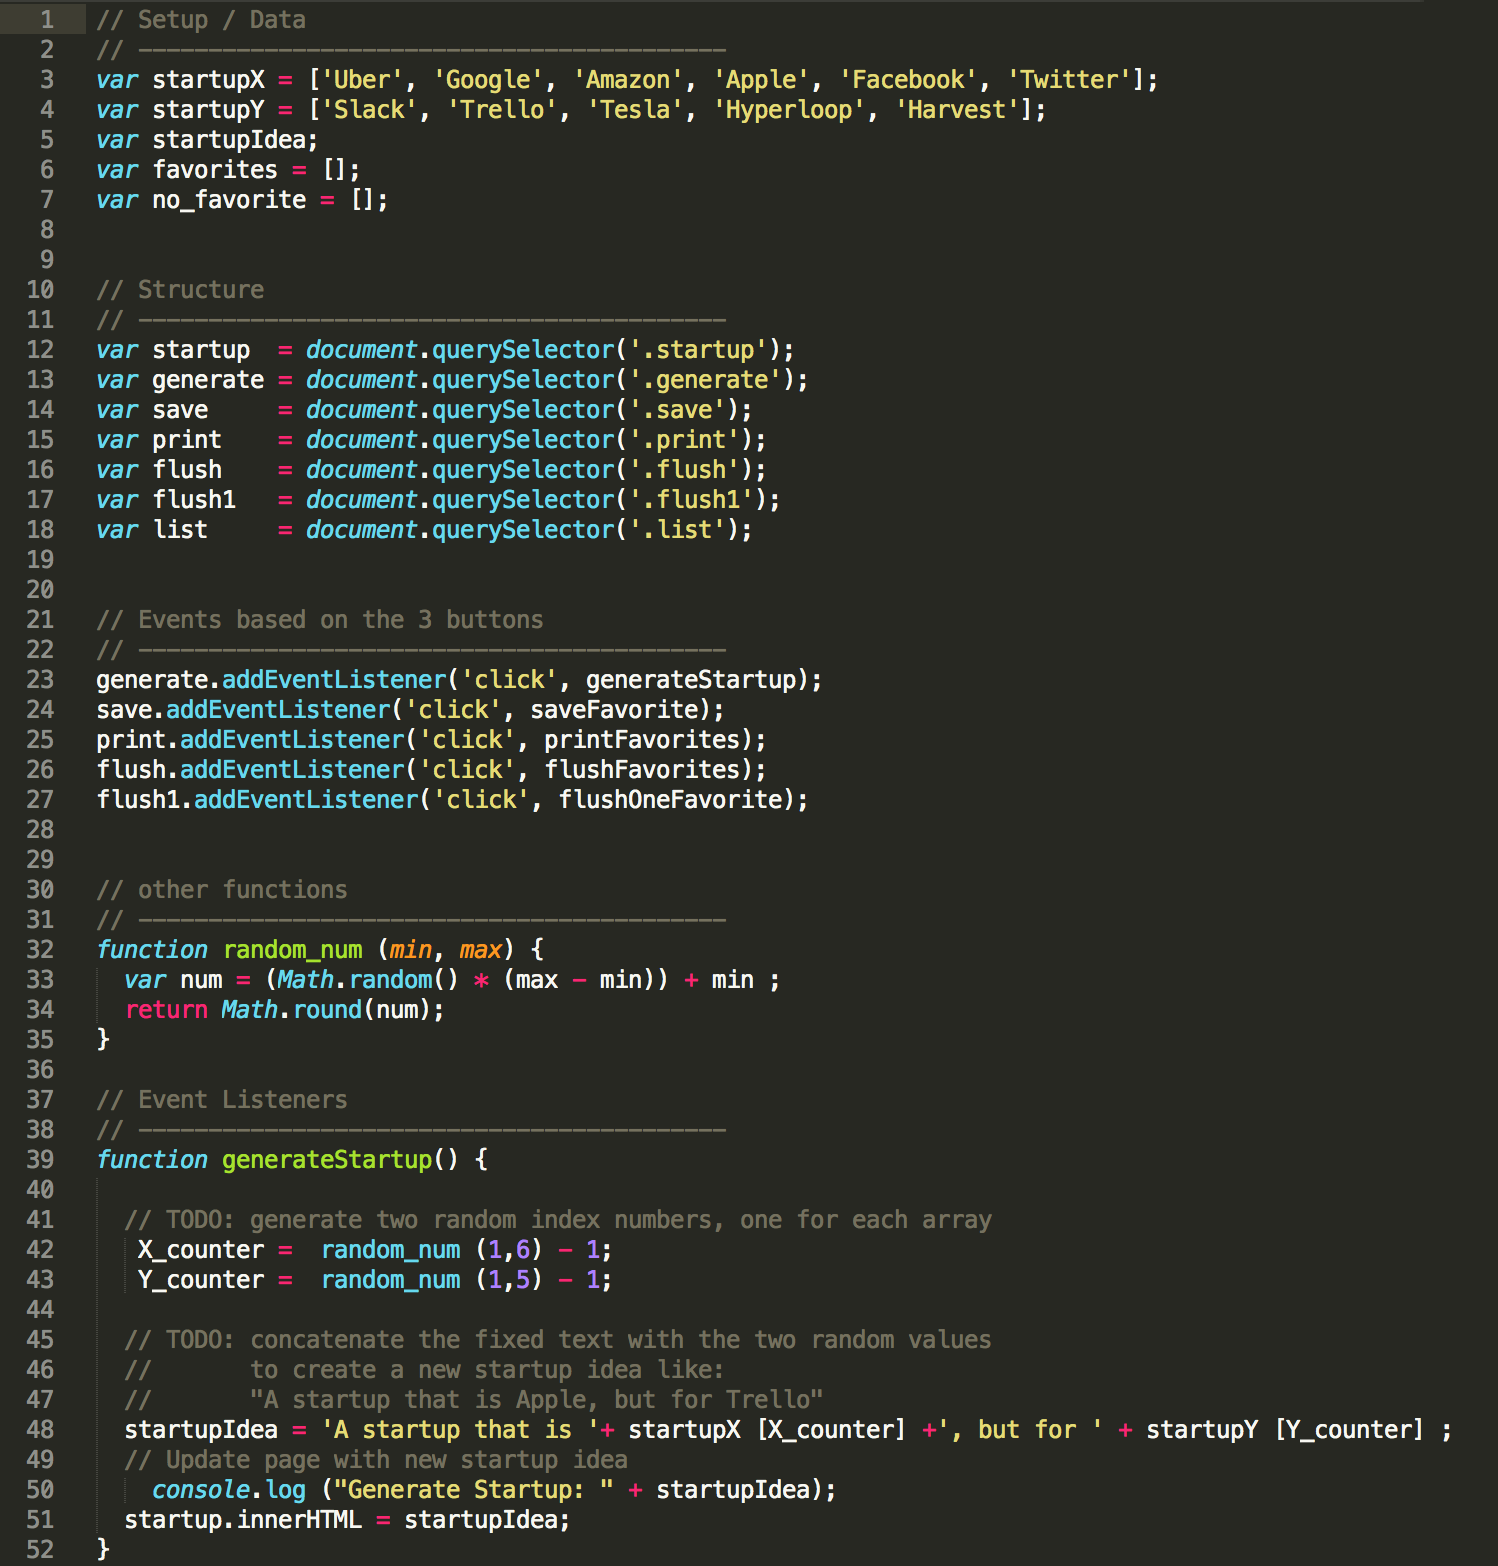 1 // Setup / Data
2 // ------------------------------------------
3 var startupX = ['Uber', 'Google', 'Amazon', 'Apple', 'Facebook', 'Twitter'];
4 var startupY = ['Slack', 'Trello', 'Tesla', 'Hyperloop', 'Harvest'];
5 var startupIdea;
6 var favorites = [];
7 var no_favorite = [];
8
9
10 // Structure
11 // ------------------------------------------
12 var startup  = document.querySelector('.startup');
13 var generate = document.querySelector('.generate');
14 var save     = document.querySelector('.save');
15 var print    = document.querySelector('.print');
16 var flush    = document.querySelector('.flush');
17 var flush1   = document.querySelector('.flush1');
18 var list     = document.querySelector('.list');
19
20
21 // Events based on the 3 buttons
22 // ------------------------------------------
23 generate.addEventListener('click', generateStartup);
24 save.addEventListener('click', saveFavorite);
25 print.addEventListener('click', printFavorites);
26 flush.addEventListener('click', flushFavorites);
27 flush1.addEventListener('click', flushOneFavorite);
28
29
30 // other functions
31 // ------------------------------------------
32 function random_num (min, max) {
33   var num = (Math.random() * (max - min)) + min ;
34   return Math.round(num);
35 }
36
37 // Event Listeners
38 // ------------------------------------------
39 function generateStartup() {
40
41   // TODO: generate two random index numbers, one for each array
42    X_counter =  random_num (1,6) - 1;
43    Y_counter =  random_num (1,5) - 1;
44
45   // TODO: concatenate the fixed text with the two random values
46   //       to create a new startup idea like:
47   //       "A startup that is Apple, but for Trello"
48   startupIdea = 'A startup that is '+ startupX [X_counter] +', but for ' + startupY [Y_counter] ;
49   // Update page with new startup idea
50     console.log ("Generate Startup: " + startupIdea);
51   startup.innerHTML = startupIdea;
52 }